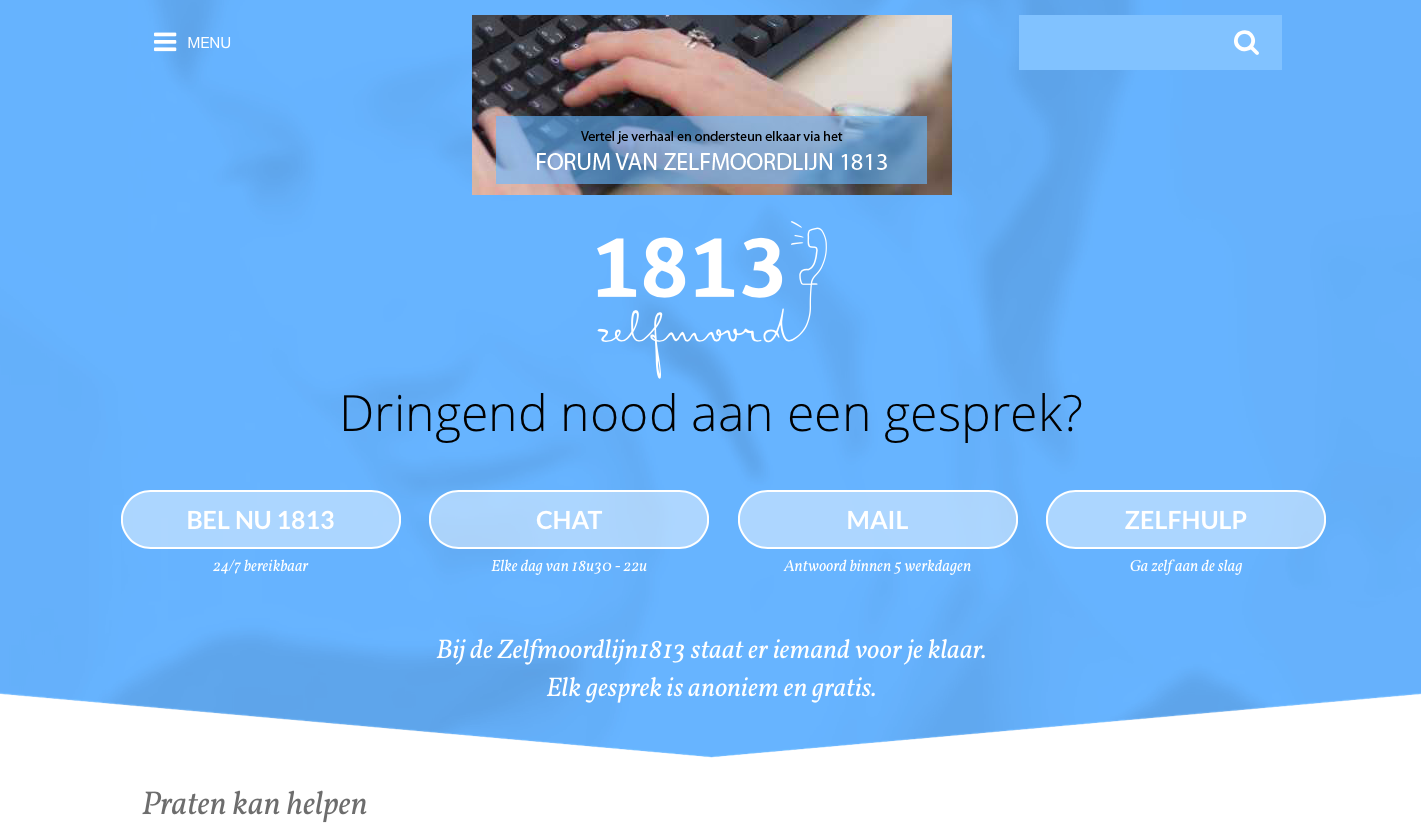 MENU
Vertel je verhaal en ondersteun elkaar via het
FORUM VAN ZELFMOORDLIJN 1813
1813
zelfmoord
Dringend nood aan een gesprek?
BEL NU 1813
24/7 bereikbaar
CHAT
Elke dag van 18u30 - 22u
MAIL
Antwoord binnen 5 werkdagen
ZELFHULP
Ga zelf aan de slag
Bij de Zelfmoordlijn1813 staat er iemand voor je klaar.
Elk gesprek is anoniem en gratis.
Praten kan helpen